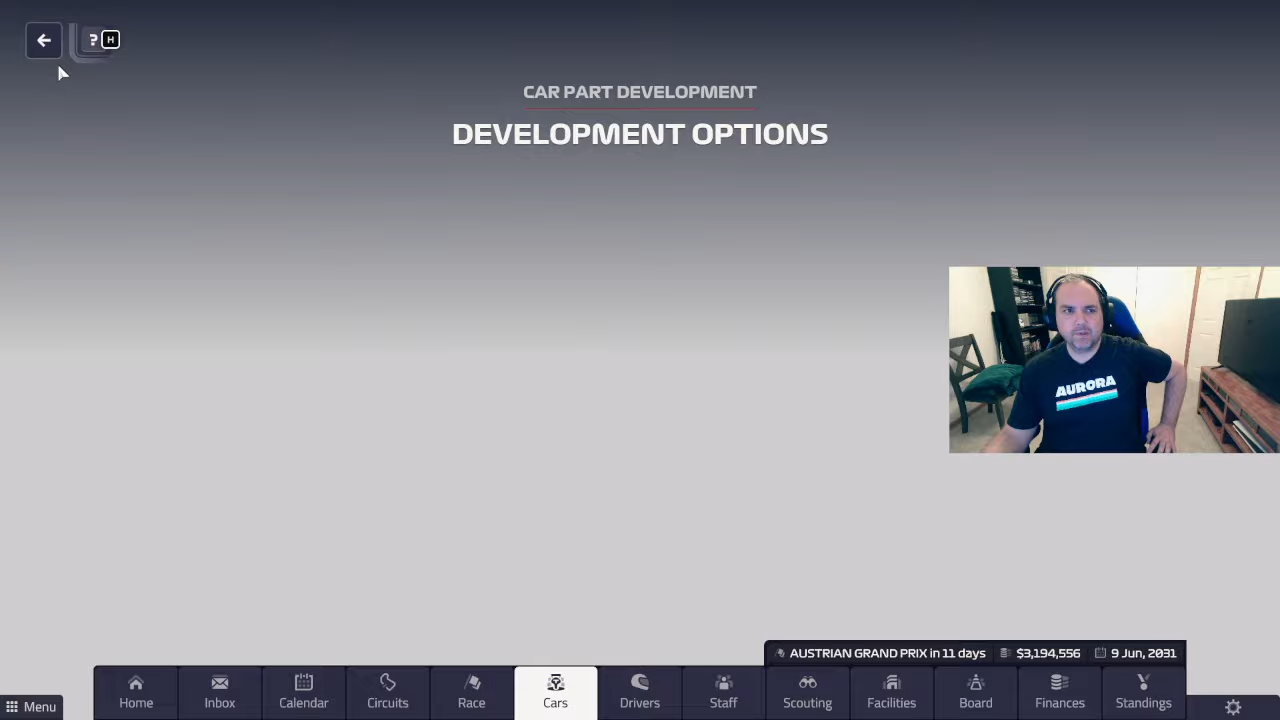 ? H
CAR PART DEVELOPMENT
DEVELOPMENT OPTIONS
AURORA
AUSTRIAN GRAND PRIX in 11 days $3,194,556 9 Jun, 2031
Menu Home Inbox Calendar Circuits Race Cars Drivers Staff Scouting Facilities Board Finances Standings